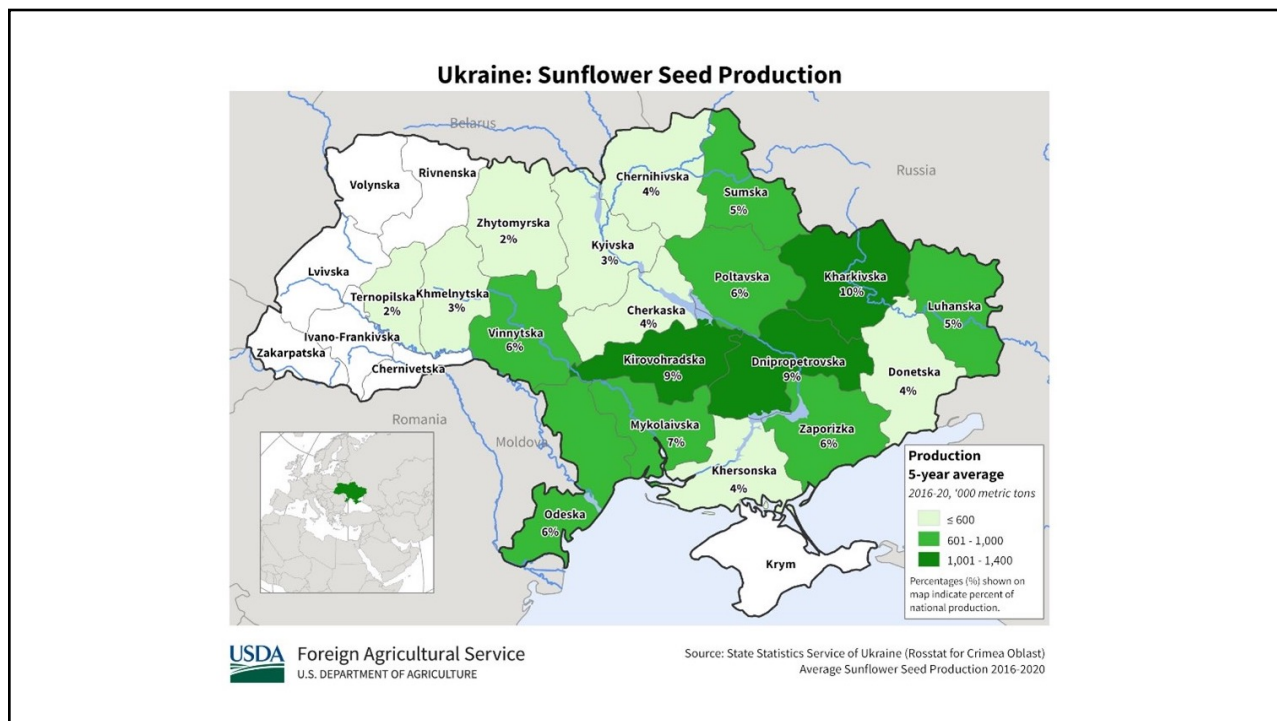 Ukraine: Sunflower Seed Production
Belarus
Russia
Volynska
Rivnenska
Chernihivska
4%
Sumska
5%
Zhytomyrska
2%
Kyivska
3%
Lvivska
Ternopilska
2%
Khmelnytska
3%
Cherkaska
4%
Poltavska
6%
Kharkivska
10%
Luhanska
5%
Ivano-Frankivska
Zakarpatska
Chernivetska
Vinnytska
6%
Kirovohradska
9%
Dnipropetrovska
9%
Donetska
4%
Romania
Moldova
Mykolaivska
7%
Zaporizka
6%
Khersonska
4%
Odeska
6%
Krym
Production
5-year average
2016-20, '000 metric tons
≤ 600
601 - 1,000
1,001 - 1,400
Percentages (%) shown on
map indicate percent of
national production.
USDA
Foreign Agricultural Service
U.S. DEPARTMENT OF AGRICULTURE
Source: State Statistics Service of Ukraine (Rosstat for Crimea Oblast)
Average Sunflower Seed Production 2016-2020